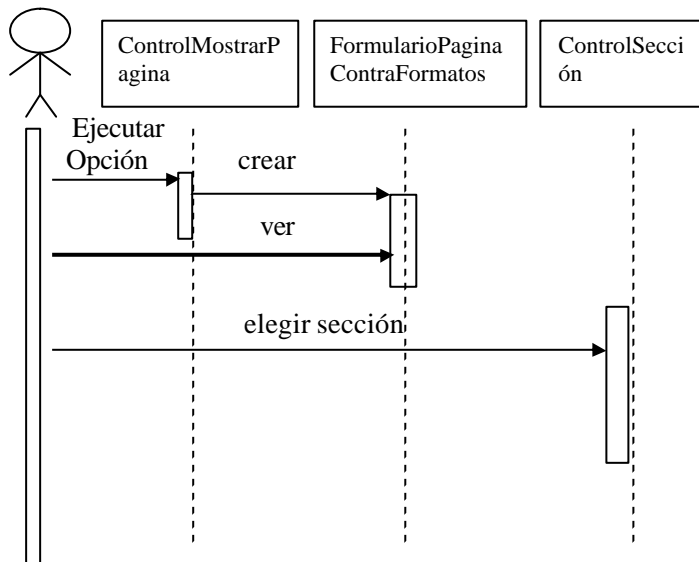 ControlMostrarP
agina
FormularioPagina
ContraFormatos
ControlSecci
ón
Ejecutar
Opción
crear
ver
elegir sección